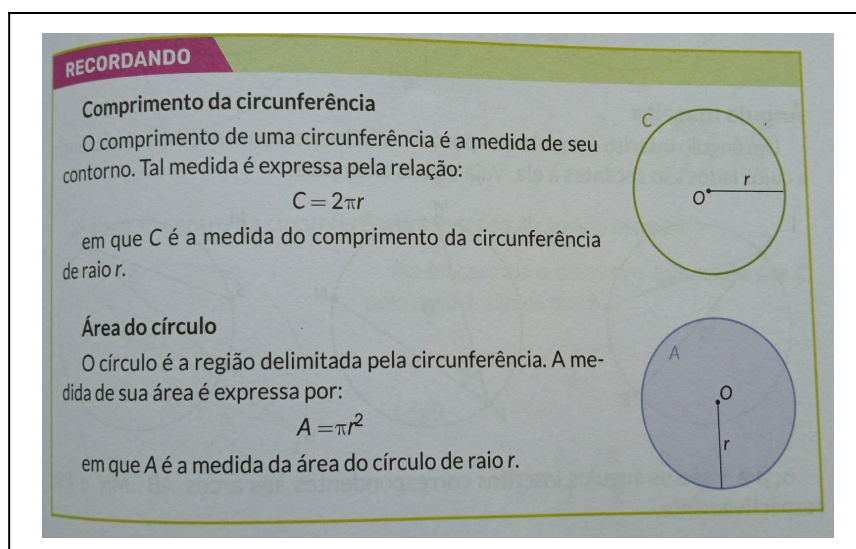 RECORDANDO
Comprimento da circunferência
O comprimento de uma circunferência é a medida de seu
contorno. Tal medida é expressa pela relação:
C = 2πr
em que C é a medida do comprimento da circunferência
de raio r.
C
O
r
Área do círculo
O círculo é a região delimitada pela circunferência. A me-
dida de sua área é expressa por:
A = πr²
em que A é a medida da área do círculo de raio r.
A
O
r